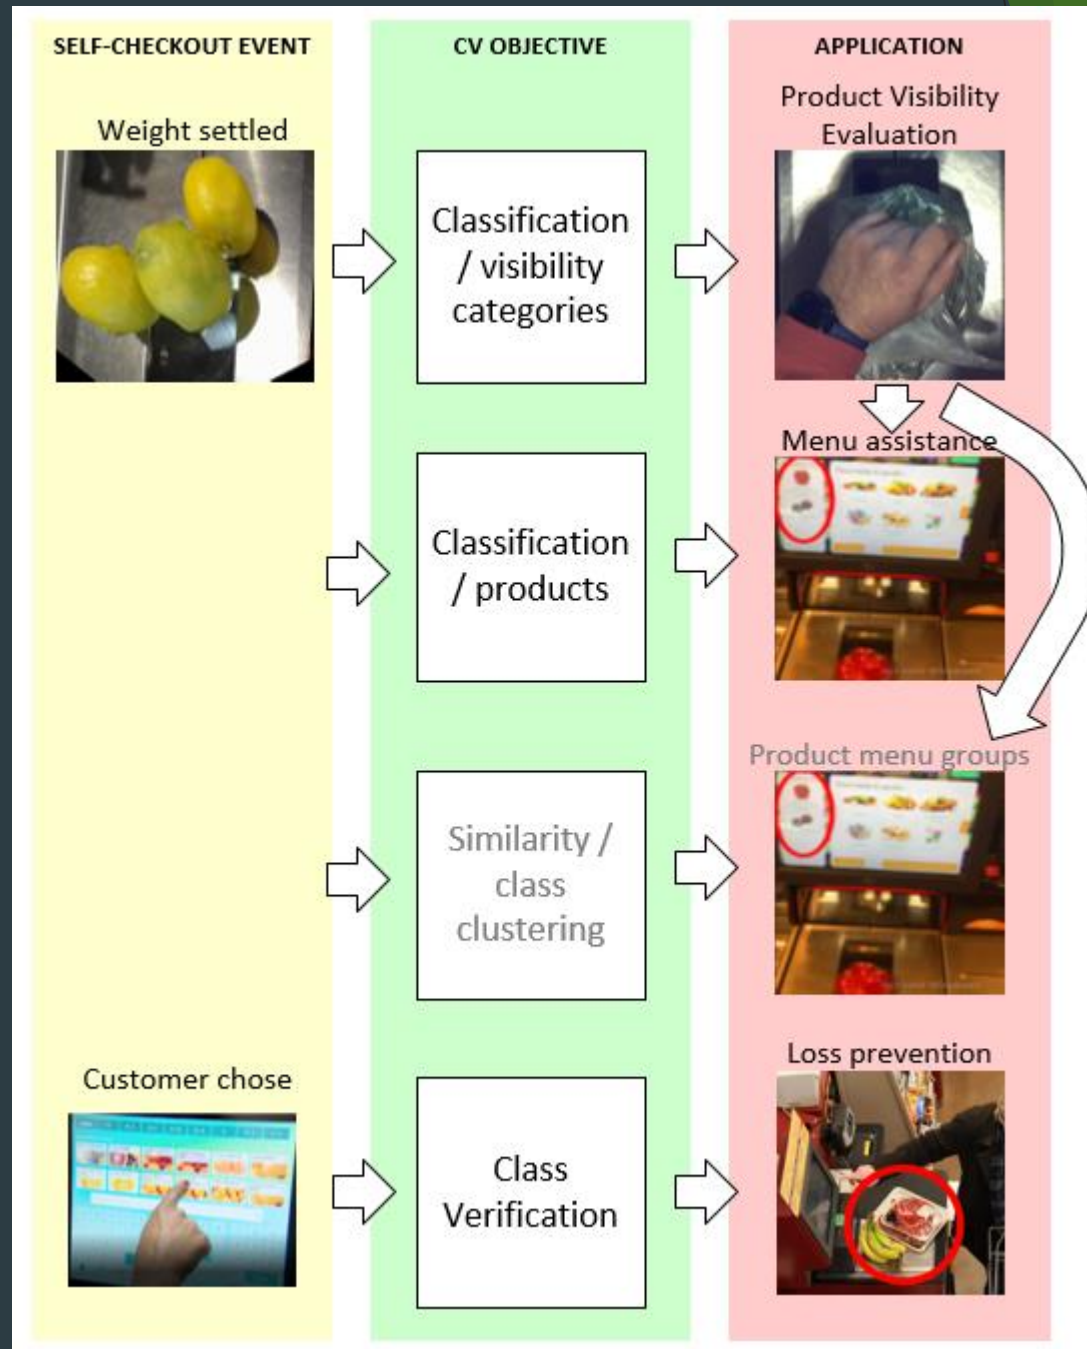 SELF-CHECKOUT EVENT
CV OBJECTIVE
APPLICATION
Weight settled
Classification
/ visibility
categories
Product Visibility
Evaluation
Classification
/ products
Menu assistance
Similarity /
class
clustering
Product menu groups
Customer chose
Class
Verification
Loss prevention